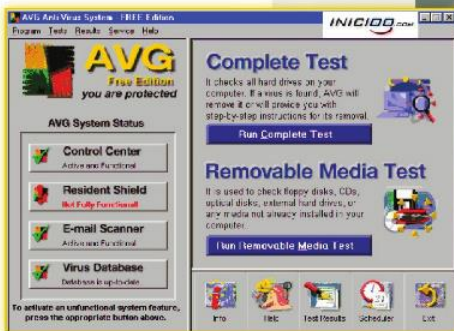 AVG Anti-Virus System - FREE Edition
INICIOO.com
Program Tests Results Service Help
AVG
Free Edition
you are protected
AVG System Status
Control Center
Active and Functional
Resident Shield
Not Fully Functional!
E-mail Scanner
Active and Functional
Virus Database
Database is up-to-date
To activate an unfunctional system feature,
press the appropriate button above.
Complete Test
It checks all hard drives on your
computer. If a virus is found, AVG will
remove it or will provide you with
step-by-step instructions for its removal.
Run Complete Test
Removable Media Test
It is used to check floppy disks, CDs,
optical disks, external hard drives, or
any media not already installed in your
computer.
Run Removable Media Test
Info
Help
Test Results
Scheduler
Exit